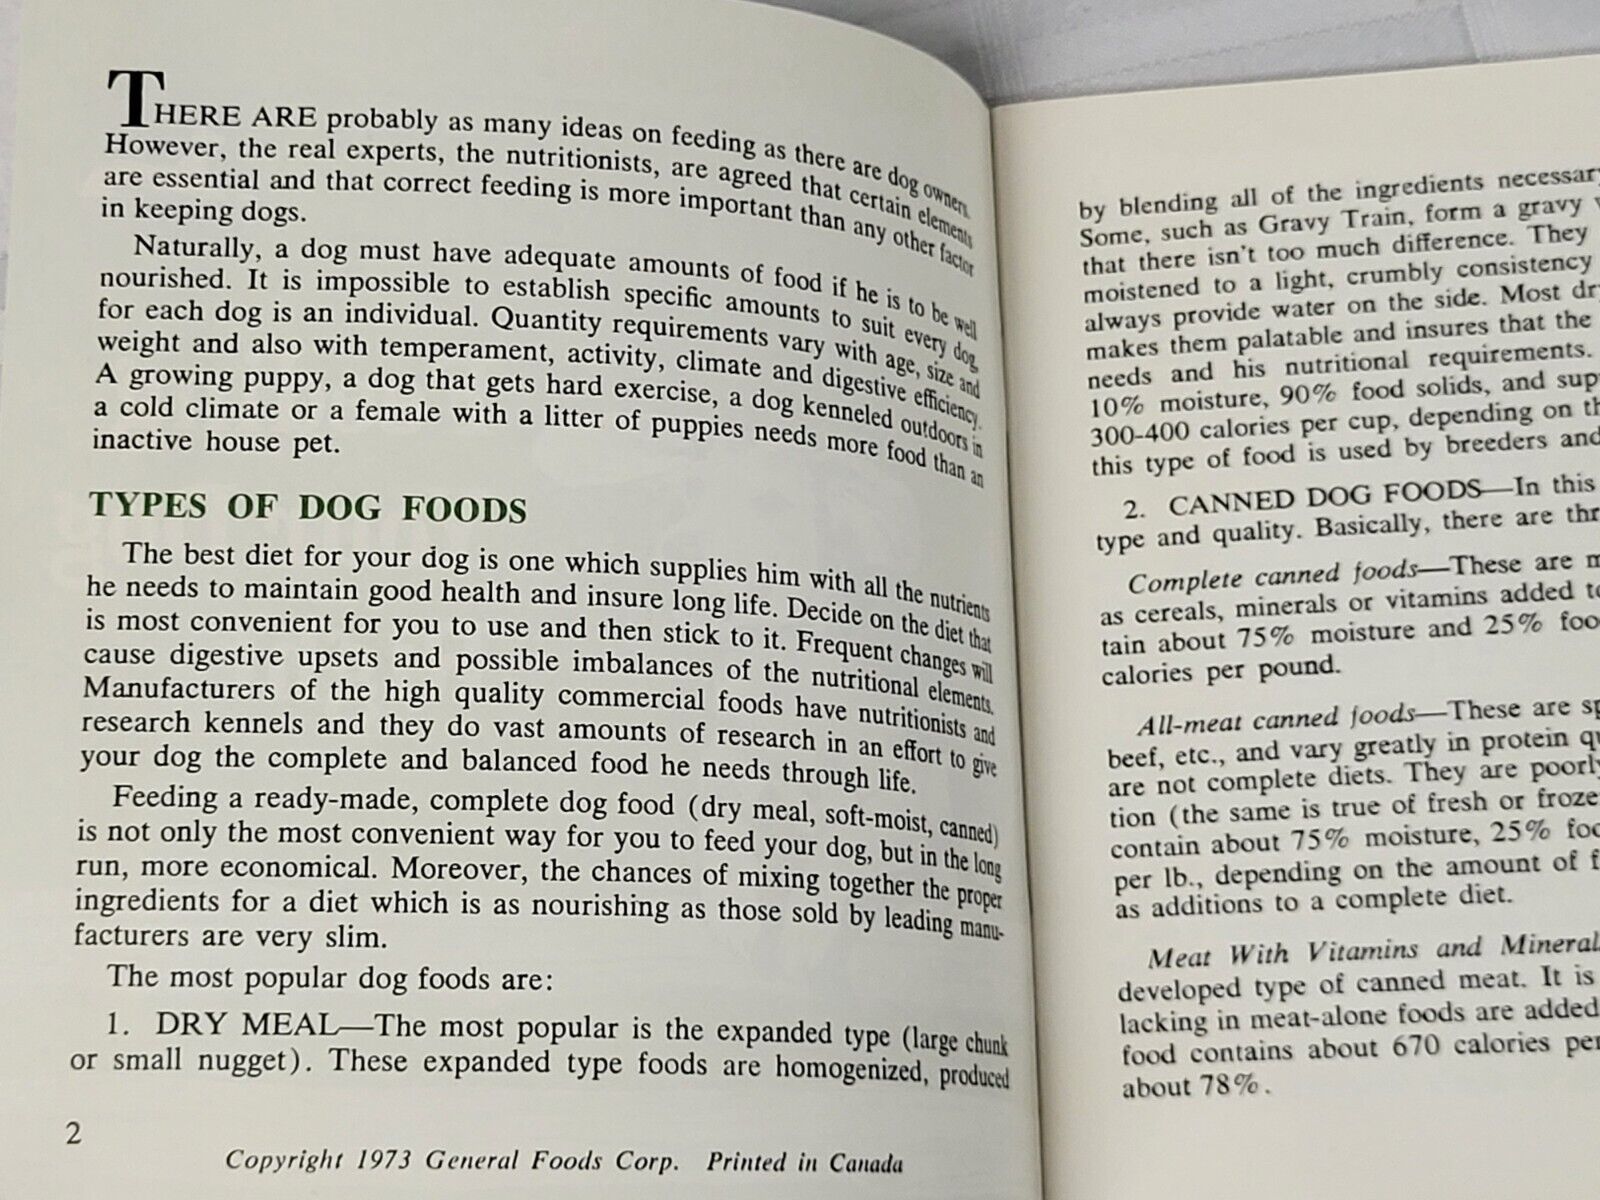 THERE ARE probably as many ideas on feeding as there are dog owners.
However, the real experts, the nutritionists, are agreed that certain elements
are essential and that correct feeding is more important than any other factor
in keeping dogs.
Naturally, a dog must have adequate amounts of food if he is to be well
nourished. It is impossible to establish specific amounts to suit every dog,
for each dog is an individual. Quantity requirements vary with age, size and
weight and also with temperament, activity, climate and digestive efficiency.
A growing puppy, a dog that gets hard exercise, a dog kenneled outdoors in
a cold climate or a female with a litter of puppies needs more food than an
inactive house pet.
TYPES OF DOG FOODS
The best diet for your dog is one which supplies him with all the nutrients
he needs to maintain good health and insure long life. Decide on the diet that
is most convenient for you to use and then stick to it. Frequent changes will
cause digestive upsets and possible imbalances of the nutritional elements.
Manufacturers of the high quality commercial foods have nutritionists and
research kennels and they do vast amounts of research in an effort to give
your dog the complete and balanced food he needs through life.
Feeding a ready-made, complete dog food (dry meal, soft-moist, canned)
is not only the most convenient way for you to feed your dog, but in the long
run, more economical. Moreover, the chances of mixing together the proper
ingredients for a diet which is as nourishing as those sold by leading manu-
facturers are very slim.
The most popular dog foods are:
1. DRY MEAL—The most popular is the expanded type (large chunk
or small nugget). These expanded type foods are homogenized, produced
2
Copyright 1973 General Foods Corp. Printed in Canada
by blending all of the ingredients necessary
Some, such as Gravy Train, form a gravy
that there isn't too much difference. They
moistened to a light, crumbly consistency
always provide water on the side. Most
makes them palatable and insures that the
needs and his nutritional requirements.
10% moisture, 90% food solids, and
300-400 calories per cup, depending on
this type of food is used by breeders and
2. CANNED DOG FOODS—In this
type and quality. Basically, there are
Complete canned foods—These are
as cereals, minerals or vitamins added
tain about 75% moisture and 25%
calories per pound.
All-meat canned foods—These are
beef, etc., and vary greatly in protein
are not complete diets. They are poorly
tion (the same is true of fresh or
contain about 75% moisture, 25%
per lb., depending on the amount of
as additions to a complete diet.
Meat With Vitamins and
developed type of canned meat. It is
lacking in meat-alone foods are added
food contains about 670 calories per
about 78%.